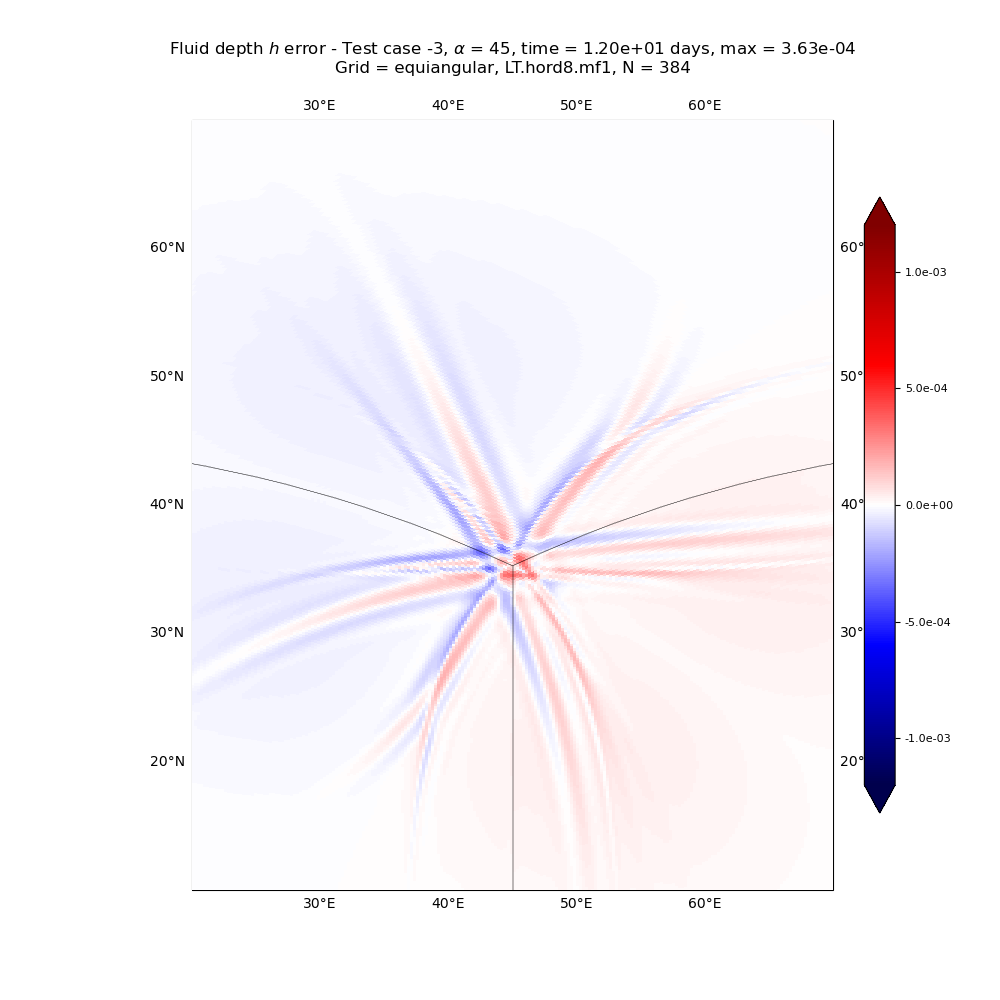 Fluid depth h error - Test case -3, α = 45, time = 1.20e+01 days, max = 3.63e-04
Grid = equiangular, LT.hord8.mf1, N = 384
30°E 40°E 50°E 60°E
60°N 60°
50°N 50°
40°N 40°
30°N 30°
20°N 20°
30°E 40°E 50°E 60°E
1.0e-03
5.0e-04
0.0e+00
-5.0e-04
-1.0e-03